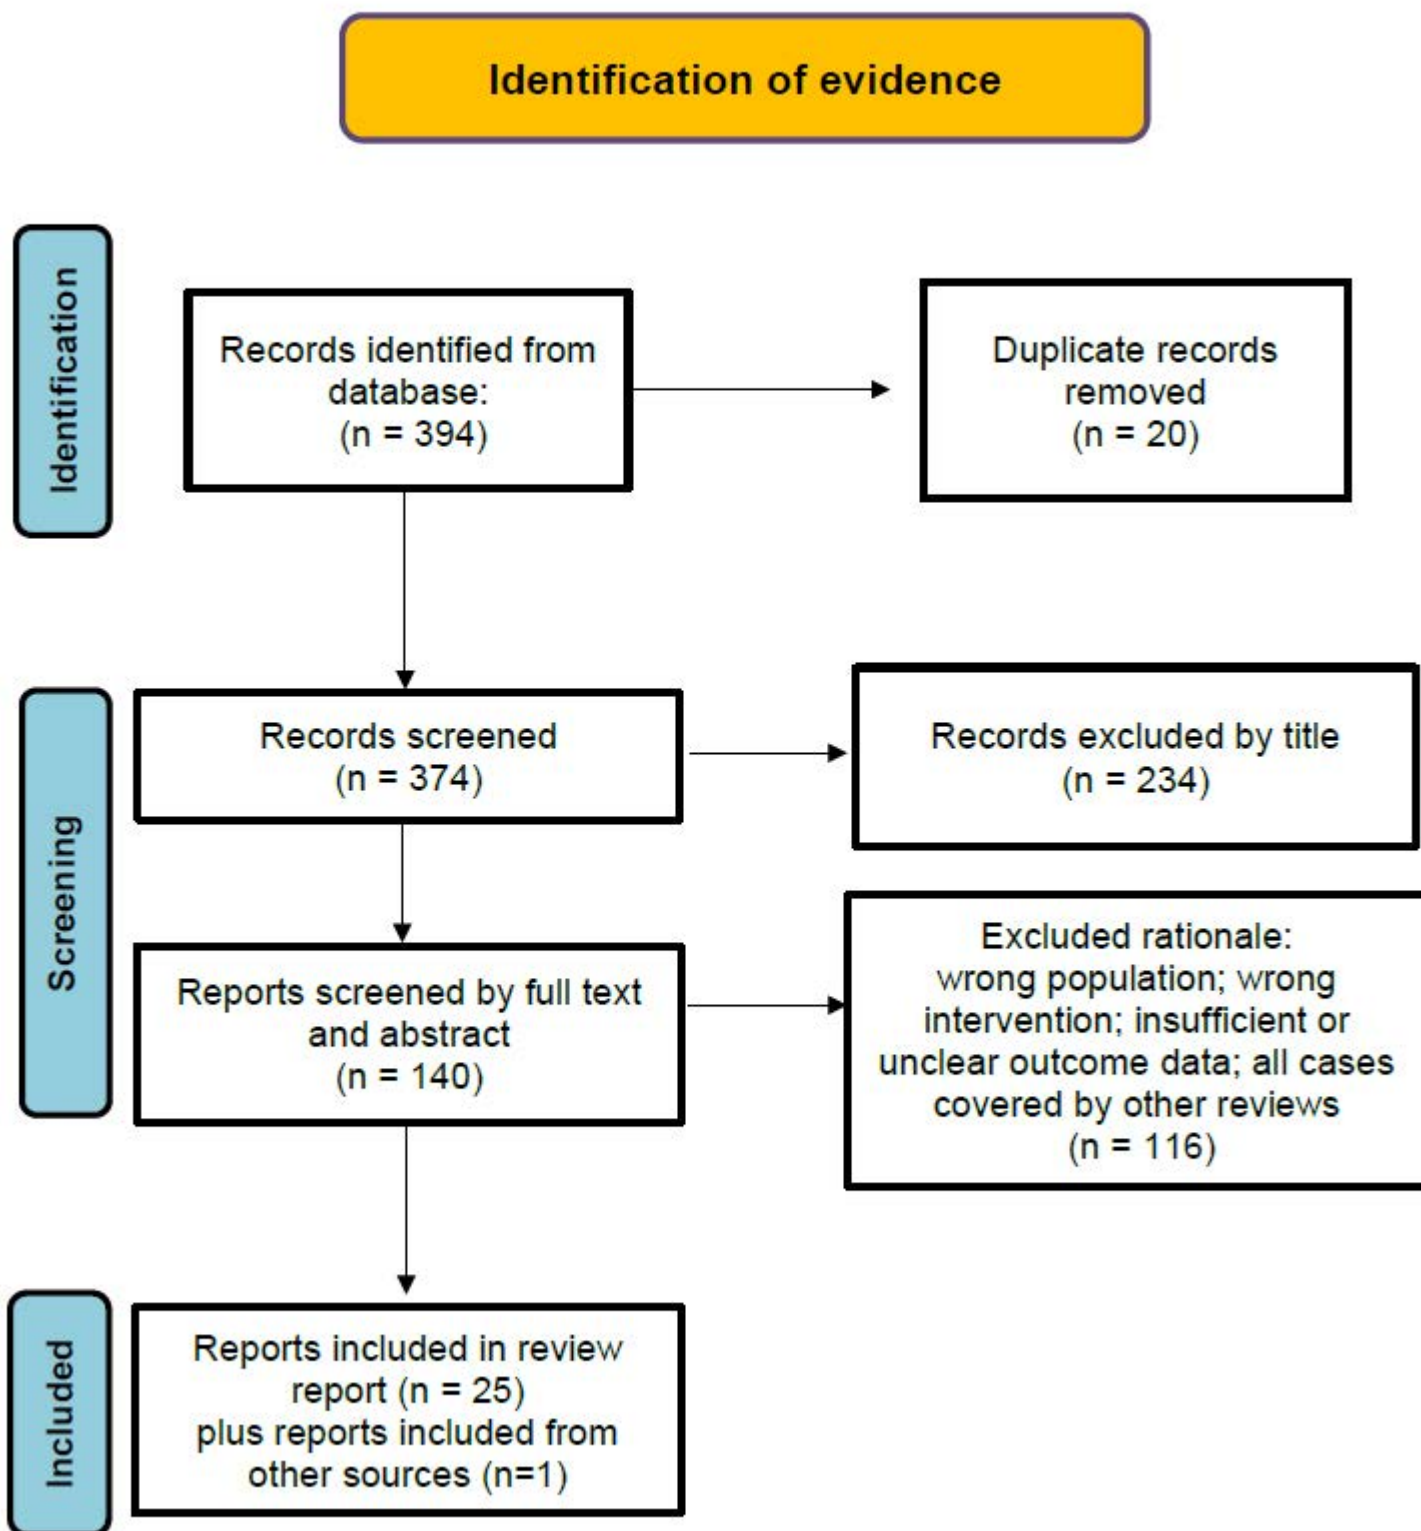 Identification of evidence
Identification
Records identified from
database:
(n = 394)
Duplicate records
removed
(n = 20)
Screening
Records screened
(n = 374)
Records excluded by title
(n = 234)
Reports screened by full text
and abstract
(n = 140)
Excluded rationale:
wrong population; wrong
intervention; insufficient or
unclear outcome data; all cases
covered by other reviews
(n = 116)
Included
Reports included in review
report (n = 25)
plus reports included from
other sources (n=1)